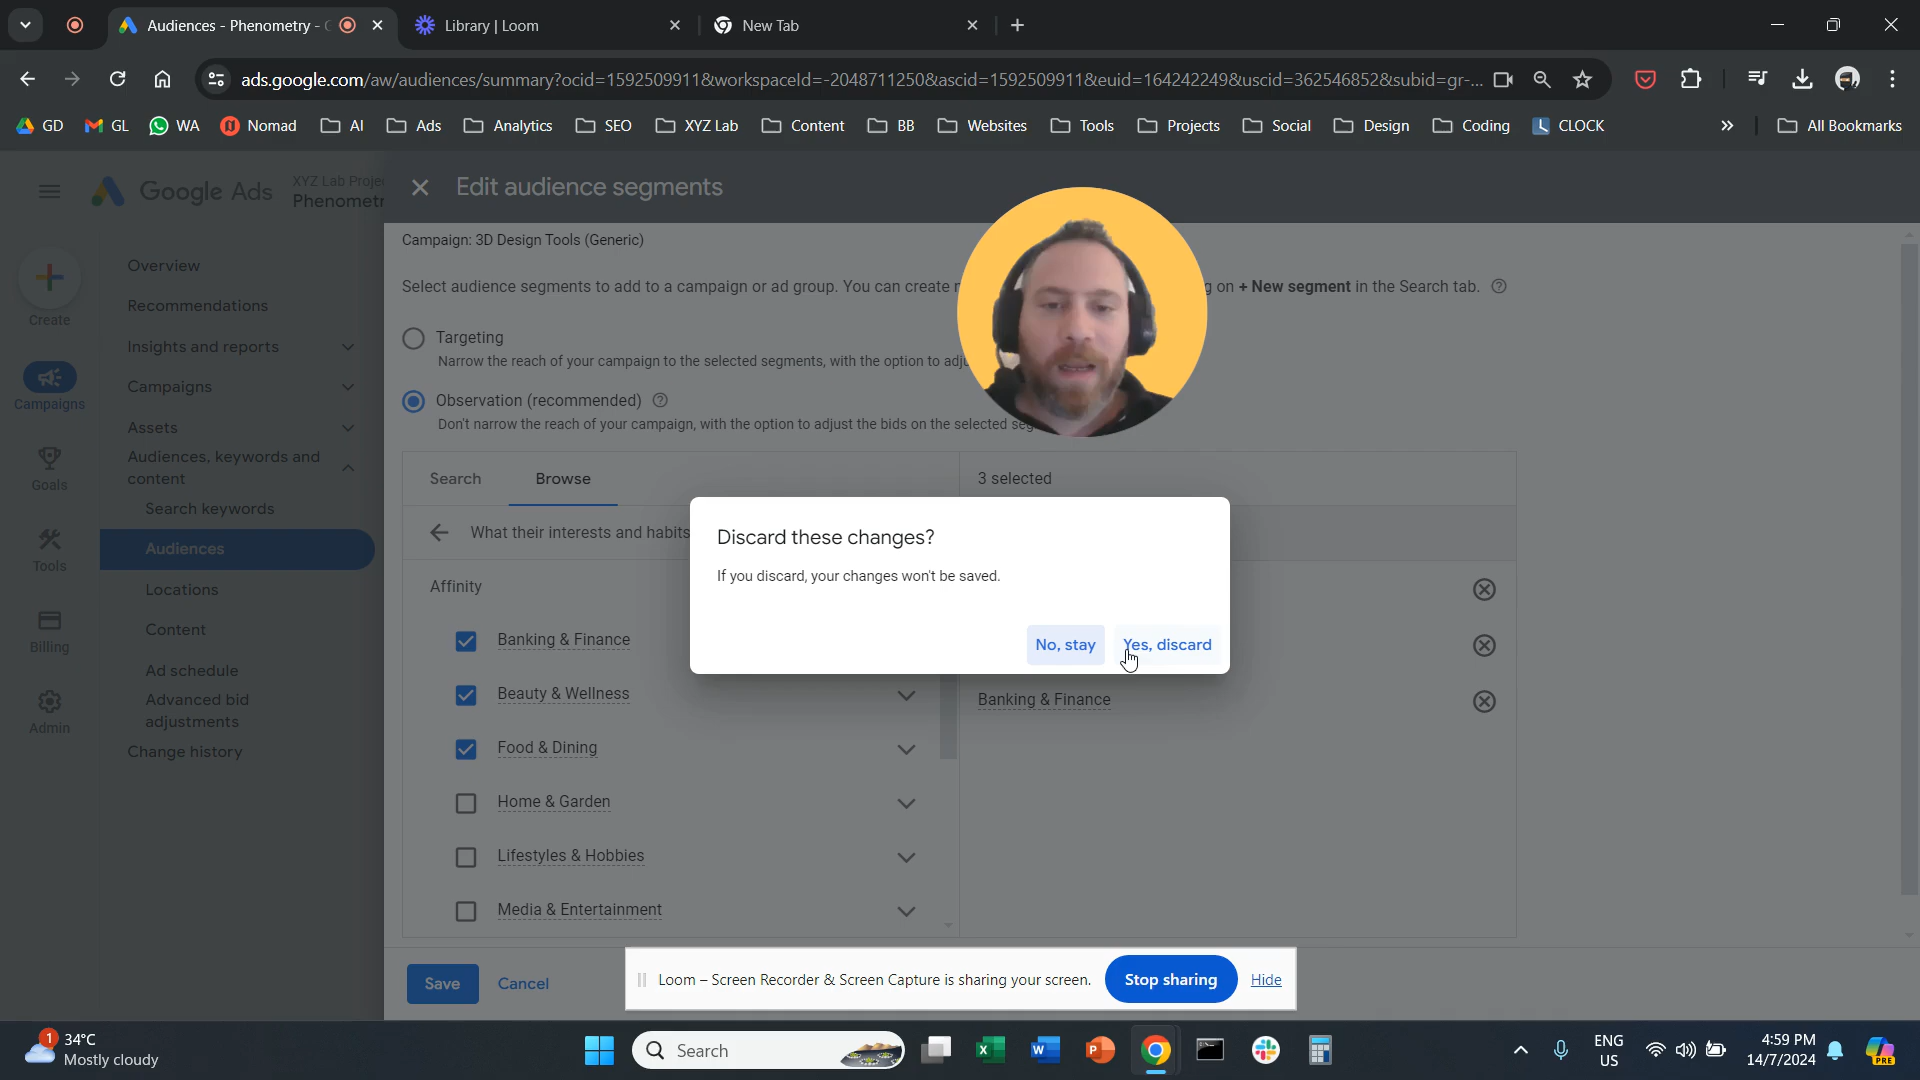 Audiences - Phenometry - G
Library | Loom
New Tab
ads.google.com/aw/audiences/summary?ocid=1592509911&workspaceId=-2048711250&ascid=1592509911&euid=164242249&uscid=362546852&subid=gr-...
GD
GL
WA
Nomad
AI
Ads
Analytics
SEO
XYZ Lab
Content
BB
Websites
Tools
Projects
Social
Design
Coding
CLOCK
All Bookmarks
Google Ads
XYZ Lab Projec
Phenometr
Edit audience segments
Create
Campaigns
Goals
Tools
Billing
Admin
Overview
Recommendations
Insights and reports
Campaigns
Assets
Audiences, keywords and
content
Search keywords
Audiences
Locations
Content
Ad schedule
Advanced bid
adjustments
Change history
Campaign: 3D Design Tools (Generic)
Select audience segments to add to a campaign or ad group. You can create n
g on + New segment in the Search tab.
Targeting
Narrow the reach of your campaign to the selected segments, with the option to adju
Observation (recommended)
Don't narrow the reach of your campaign, with the option to adjust the bids on the selected seg
Search
Browse
3 selected
What their interests and habits
Affinity
Banking & Finance
Beauty & Wellness
Food & Dining
Home & Garden
Lifestyles & Hobbies
Media & Entertainment
Banking & Finance
Discard these changes?
If you discard, your changes won't be saved.
No, stay
Yes, discard
Save
Cancel
Loom – Screen Recorder & Screen Capture is sharing your screen.
Stop sharing
Hide
1
34°C
Mostly cloudy
Search
ENG
US
4:59 PM
14/7/2024
PRE